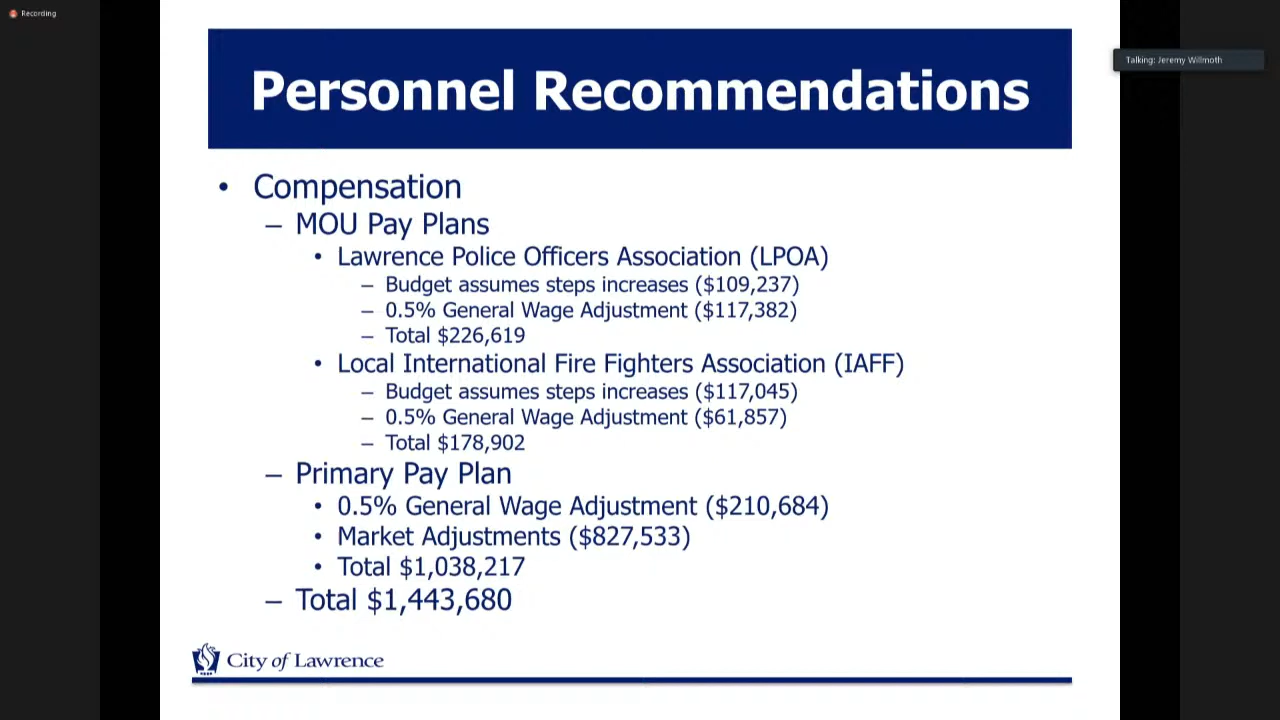 Recording
Talking: Jeremy Willmoth
Personnel Recommendations
• Compensation
– MOU Pay Plans
• Lawrence Police Officers Association (LPOA)
– Budget assumes steps increases ($109,237)
– 0.5% General Wage Adjustment ($117,382)
– Total $226,619
• Local International Fire Fighters Association (IAFF)
– Budget assumes steps increases ($117,045)
– 0.5% General Wage Adjustment ($61,857)
– Total $178,902
– Primary Pay Plan
• 0.5% General Wage Adjustment ($210,684)
• Market Adjustments ($827,533)
• Total $1,038,217
– Total $1,443,680
City of Lawrence